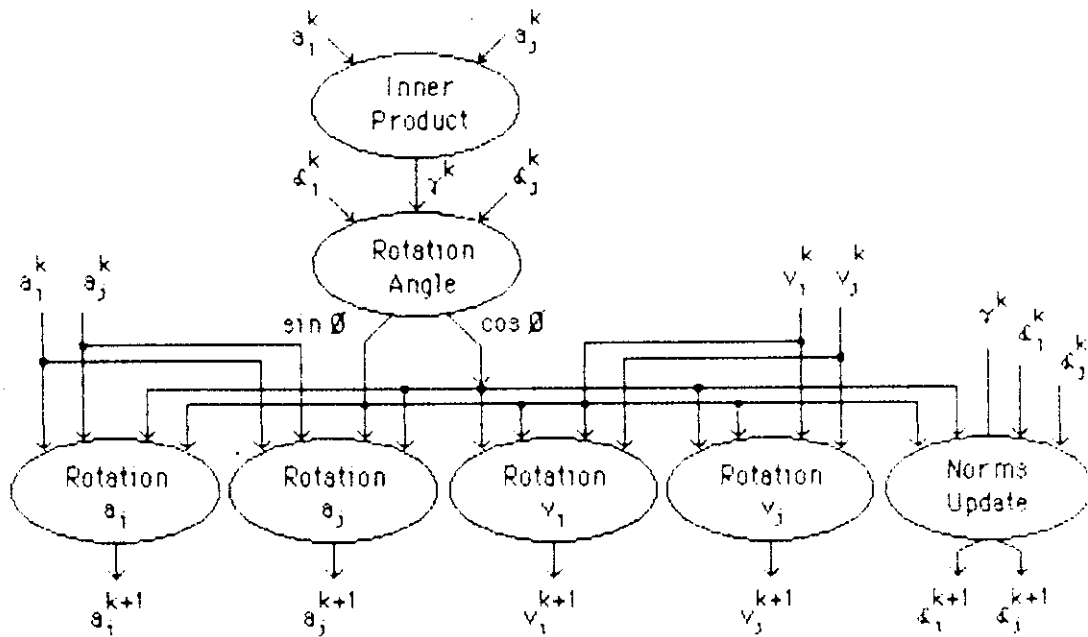 a_i^k a_j^k
Inner
Product
α_i^k γ^k α_j^k
Rotation
Angle
a_i^k a_j^k
sin Ø cos Ø
v_i^k v_j^k
γ^k α_i^k α_j^k
Rotation a_i
Rotation a_j
Rotation v_i
Rotation v_j
Norms
Update
a_i^{k+1} a_j^{k+1} v_i^{k+1} v_j^{k+1} α_i^{k+1} α_j^{k+1}